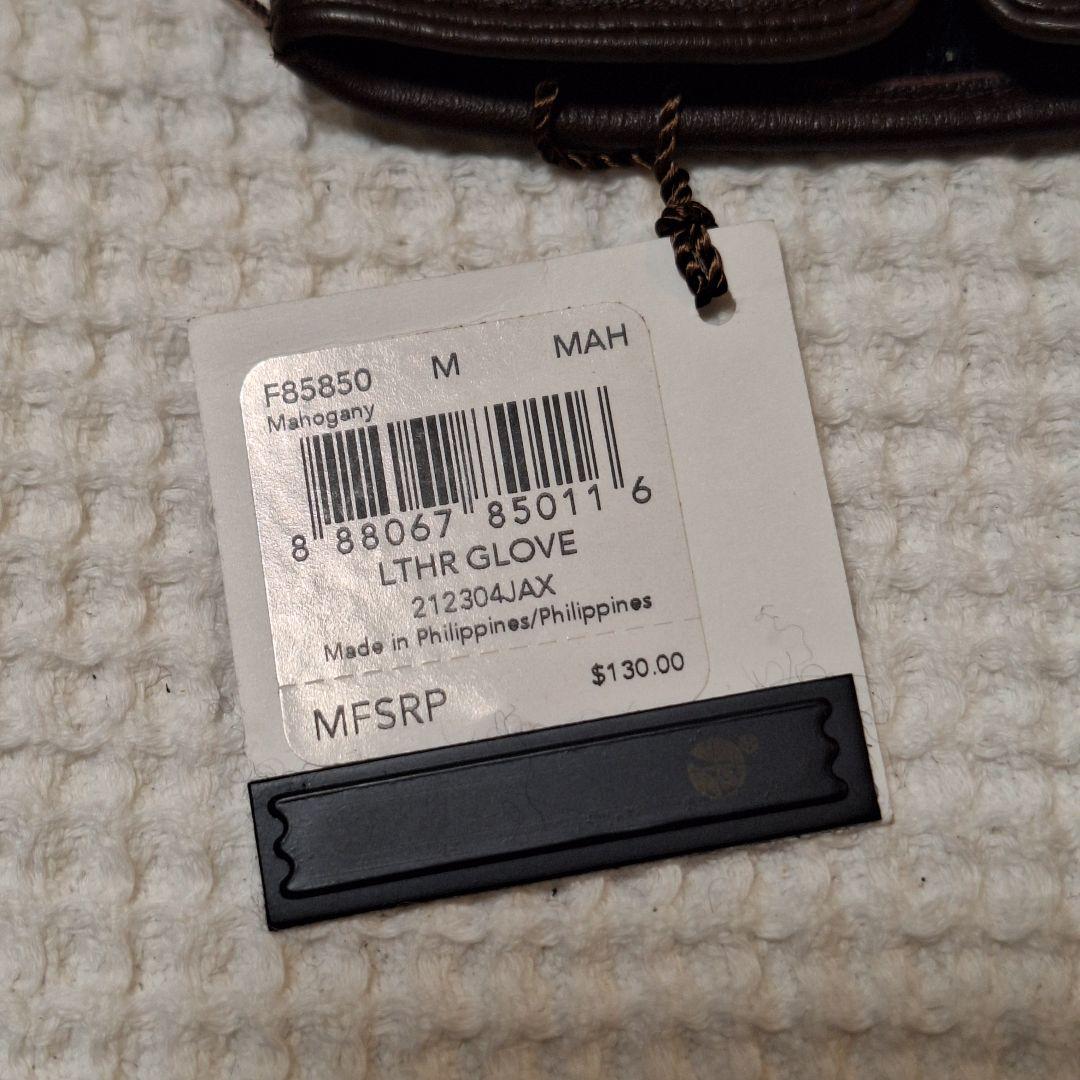 F85850 M MAH
Mahogany
8 88067 85011 6
LTHR GLOVE
212304JAX
Made in Philippines/Philippines
$130.00
MFSRP